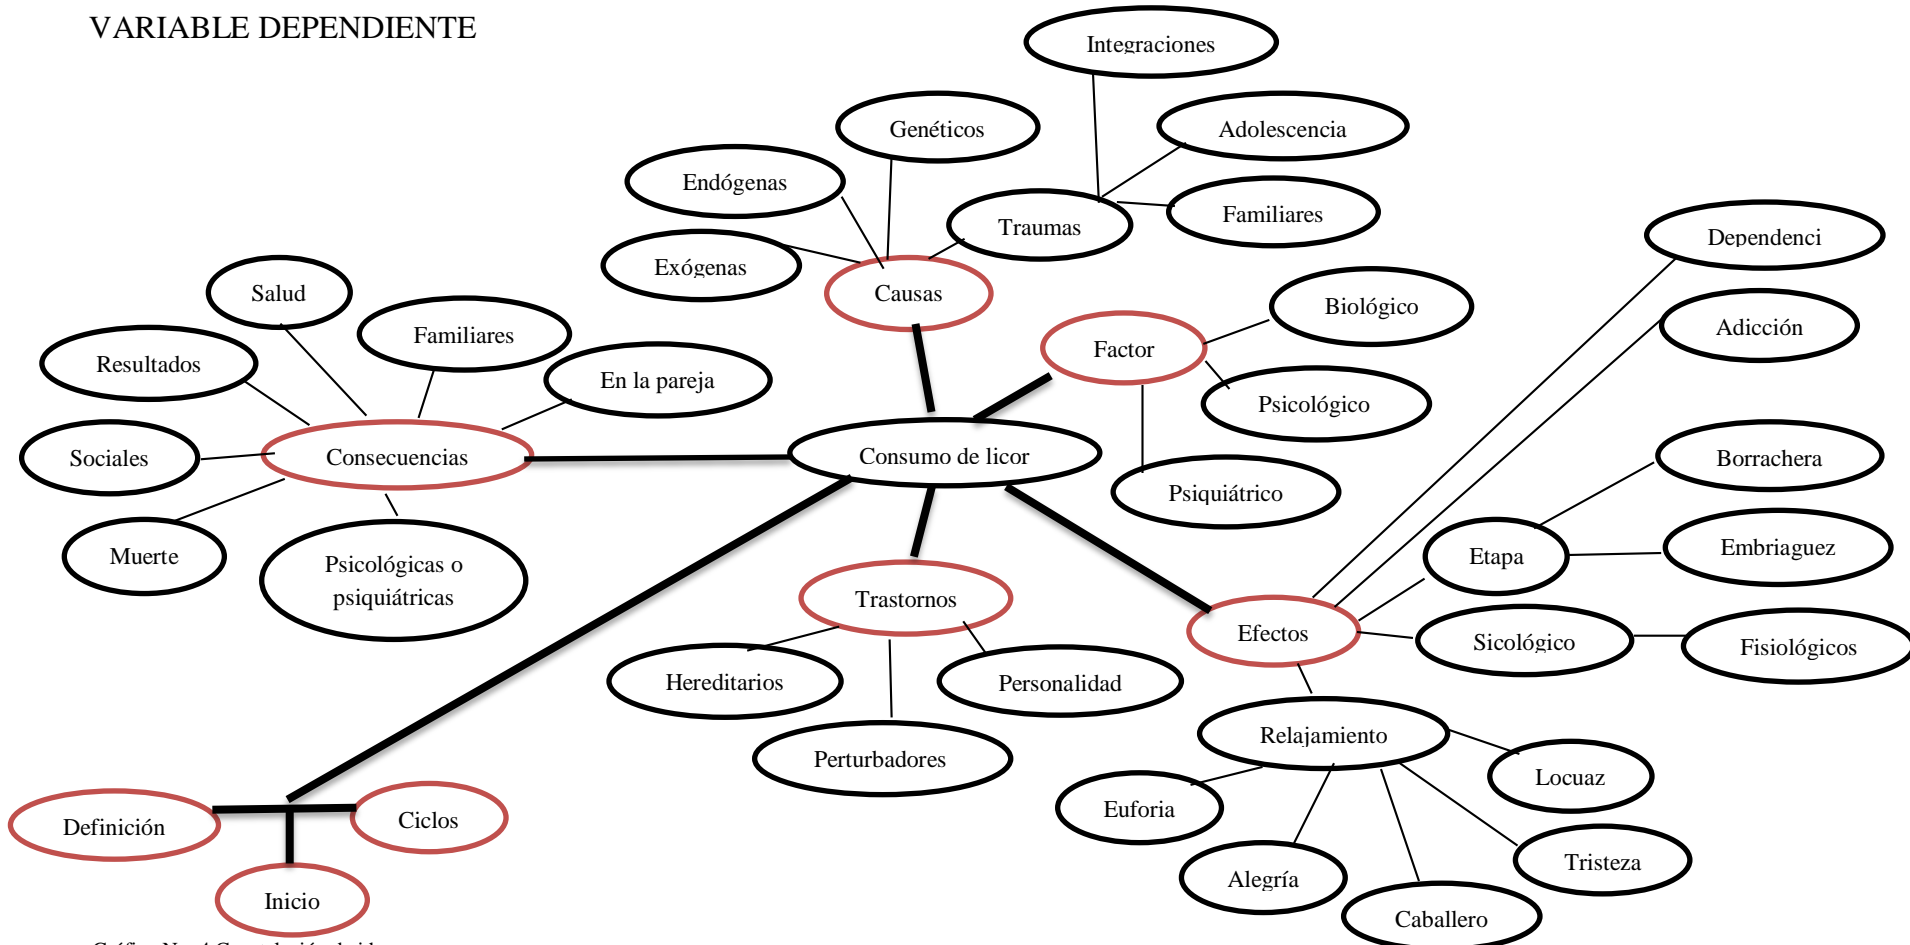 VARIABLE DEPENDIENTE
Integraciones
Genéticos
Adolescencia
Endógenas
Familiares
Traumas
Dependenci
Exógenas
Causas
Salud
Biológico
Adicción
Familiares
Factor
Resultados
En la pareja
Psicológico
Sociales
Consecuencias
Consumo de licor
Borrachera
Psiquiátrico
Muerte
Psicológicas o
psiquiátricas
Etapa
Embriaguez
Trastornos
Efectos
Sicológico
Fisiológicos
Hereditarios
Personalidad
Relajamiento
Perturbadores
Locuaz
Euforia
Definición
Ciclos
Tristeza
Alegría
Inicio
Caballero